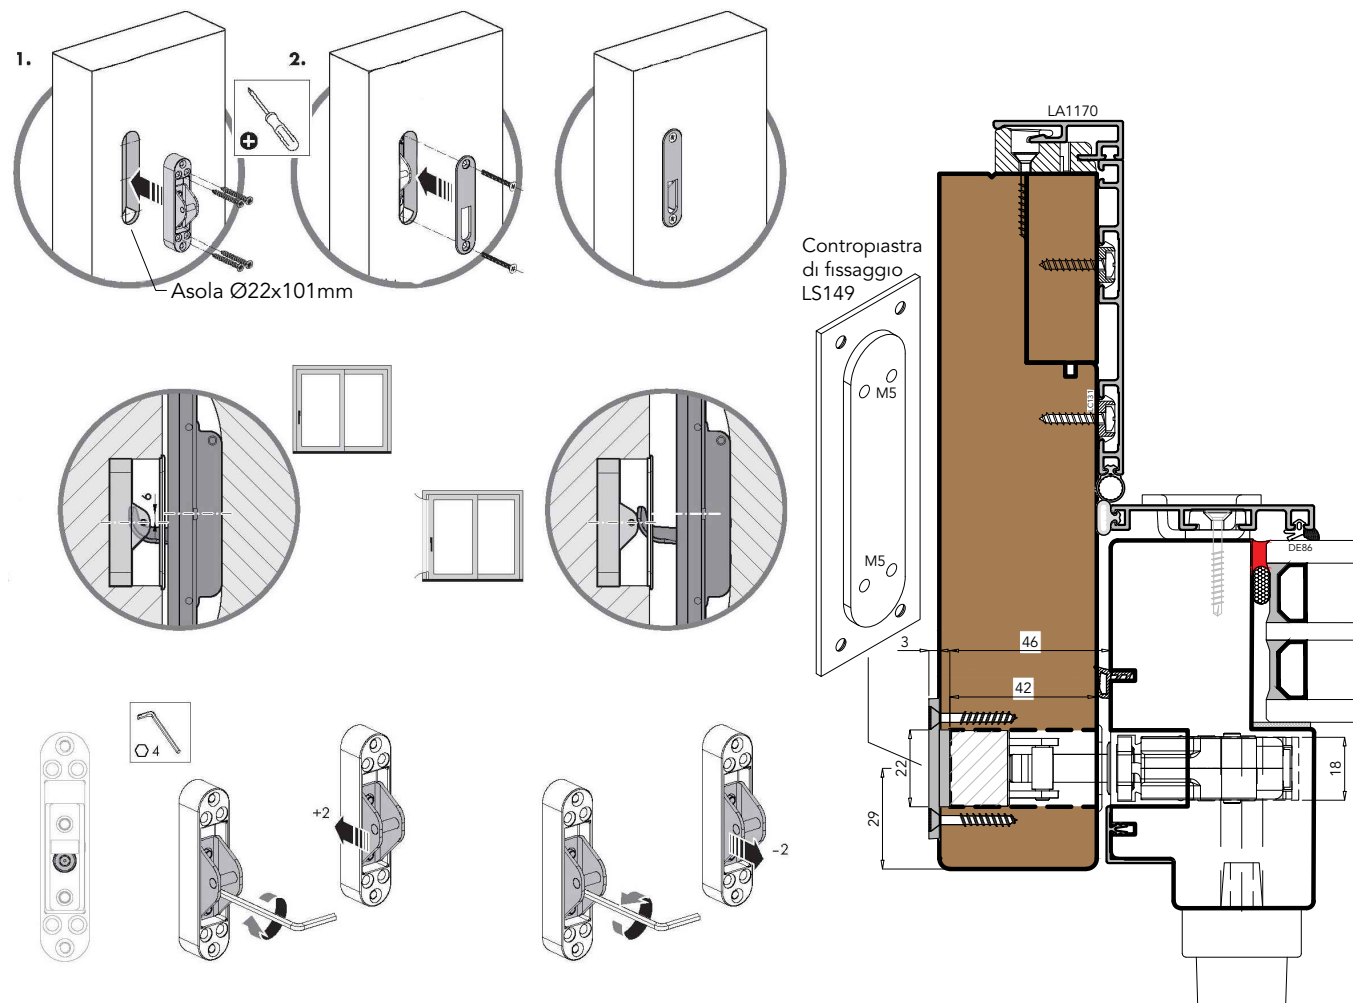 1.
2.
Asola Ø22x101mm
LA1170
Contropiastra
di fissaggio
LS149
M5
M5
6
DE86
3
46
42
22
29
18
4
+2
-2